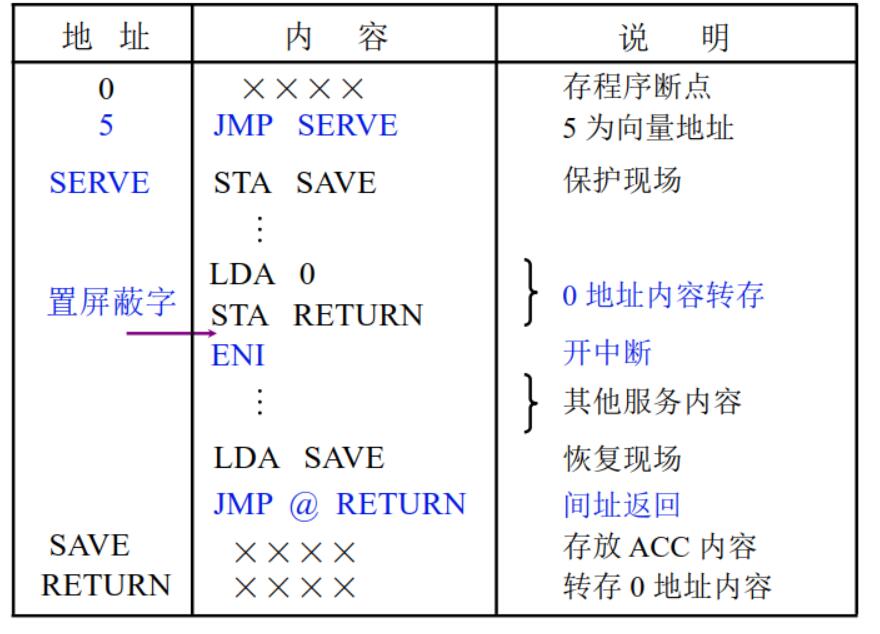 地 址 内 容 说 明
0 ×××× 存程序断点
5 JMP SERVE 5 为向量地址
SERVE STA SAVE 保护现场
⋮
LDA 0
置屏蔽字 } 0 地址内容转存
STA RETURN
ENI 开中断
⋮ } 其他服务内容
LDA SAVE 恢复现场
JMP @ RETURN 间址返回
SAVE ×××× 存放 ACC 内容
RETURN ×××× 转存 0 地址内容